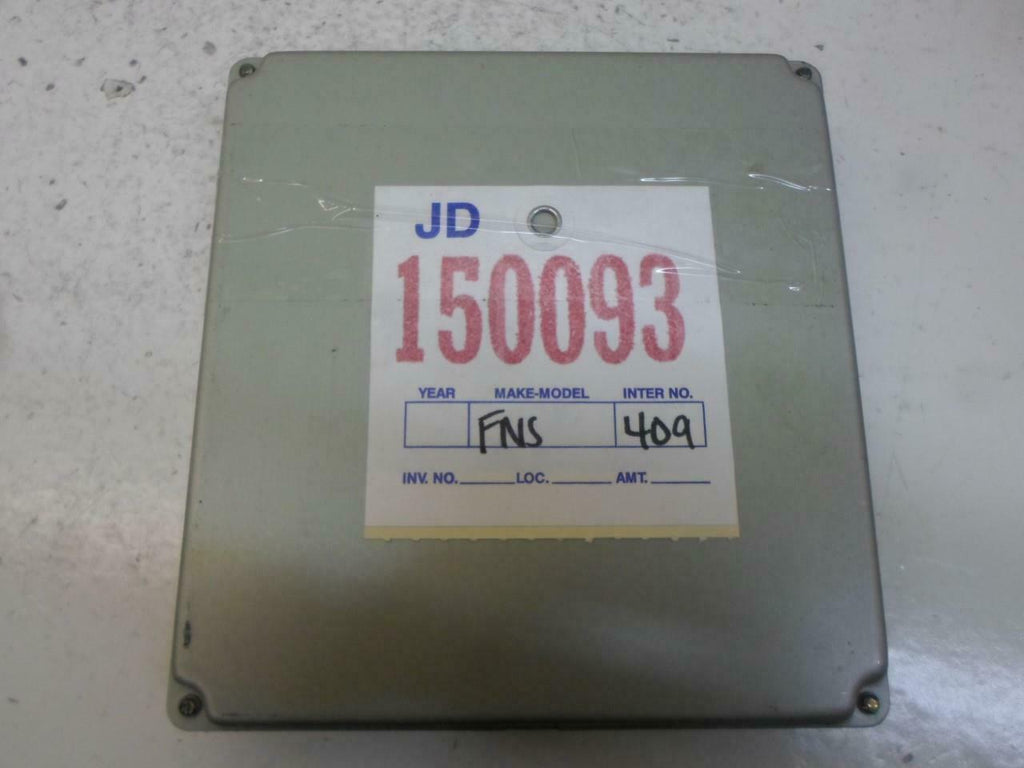 JD
150093
YEAR MAKE-MODEL INTER NO.
FNS 409
INV. NO. LOC. AMT.